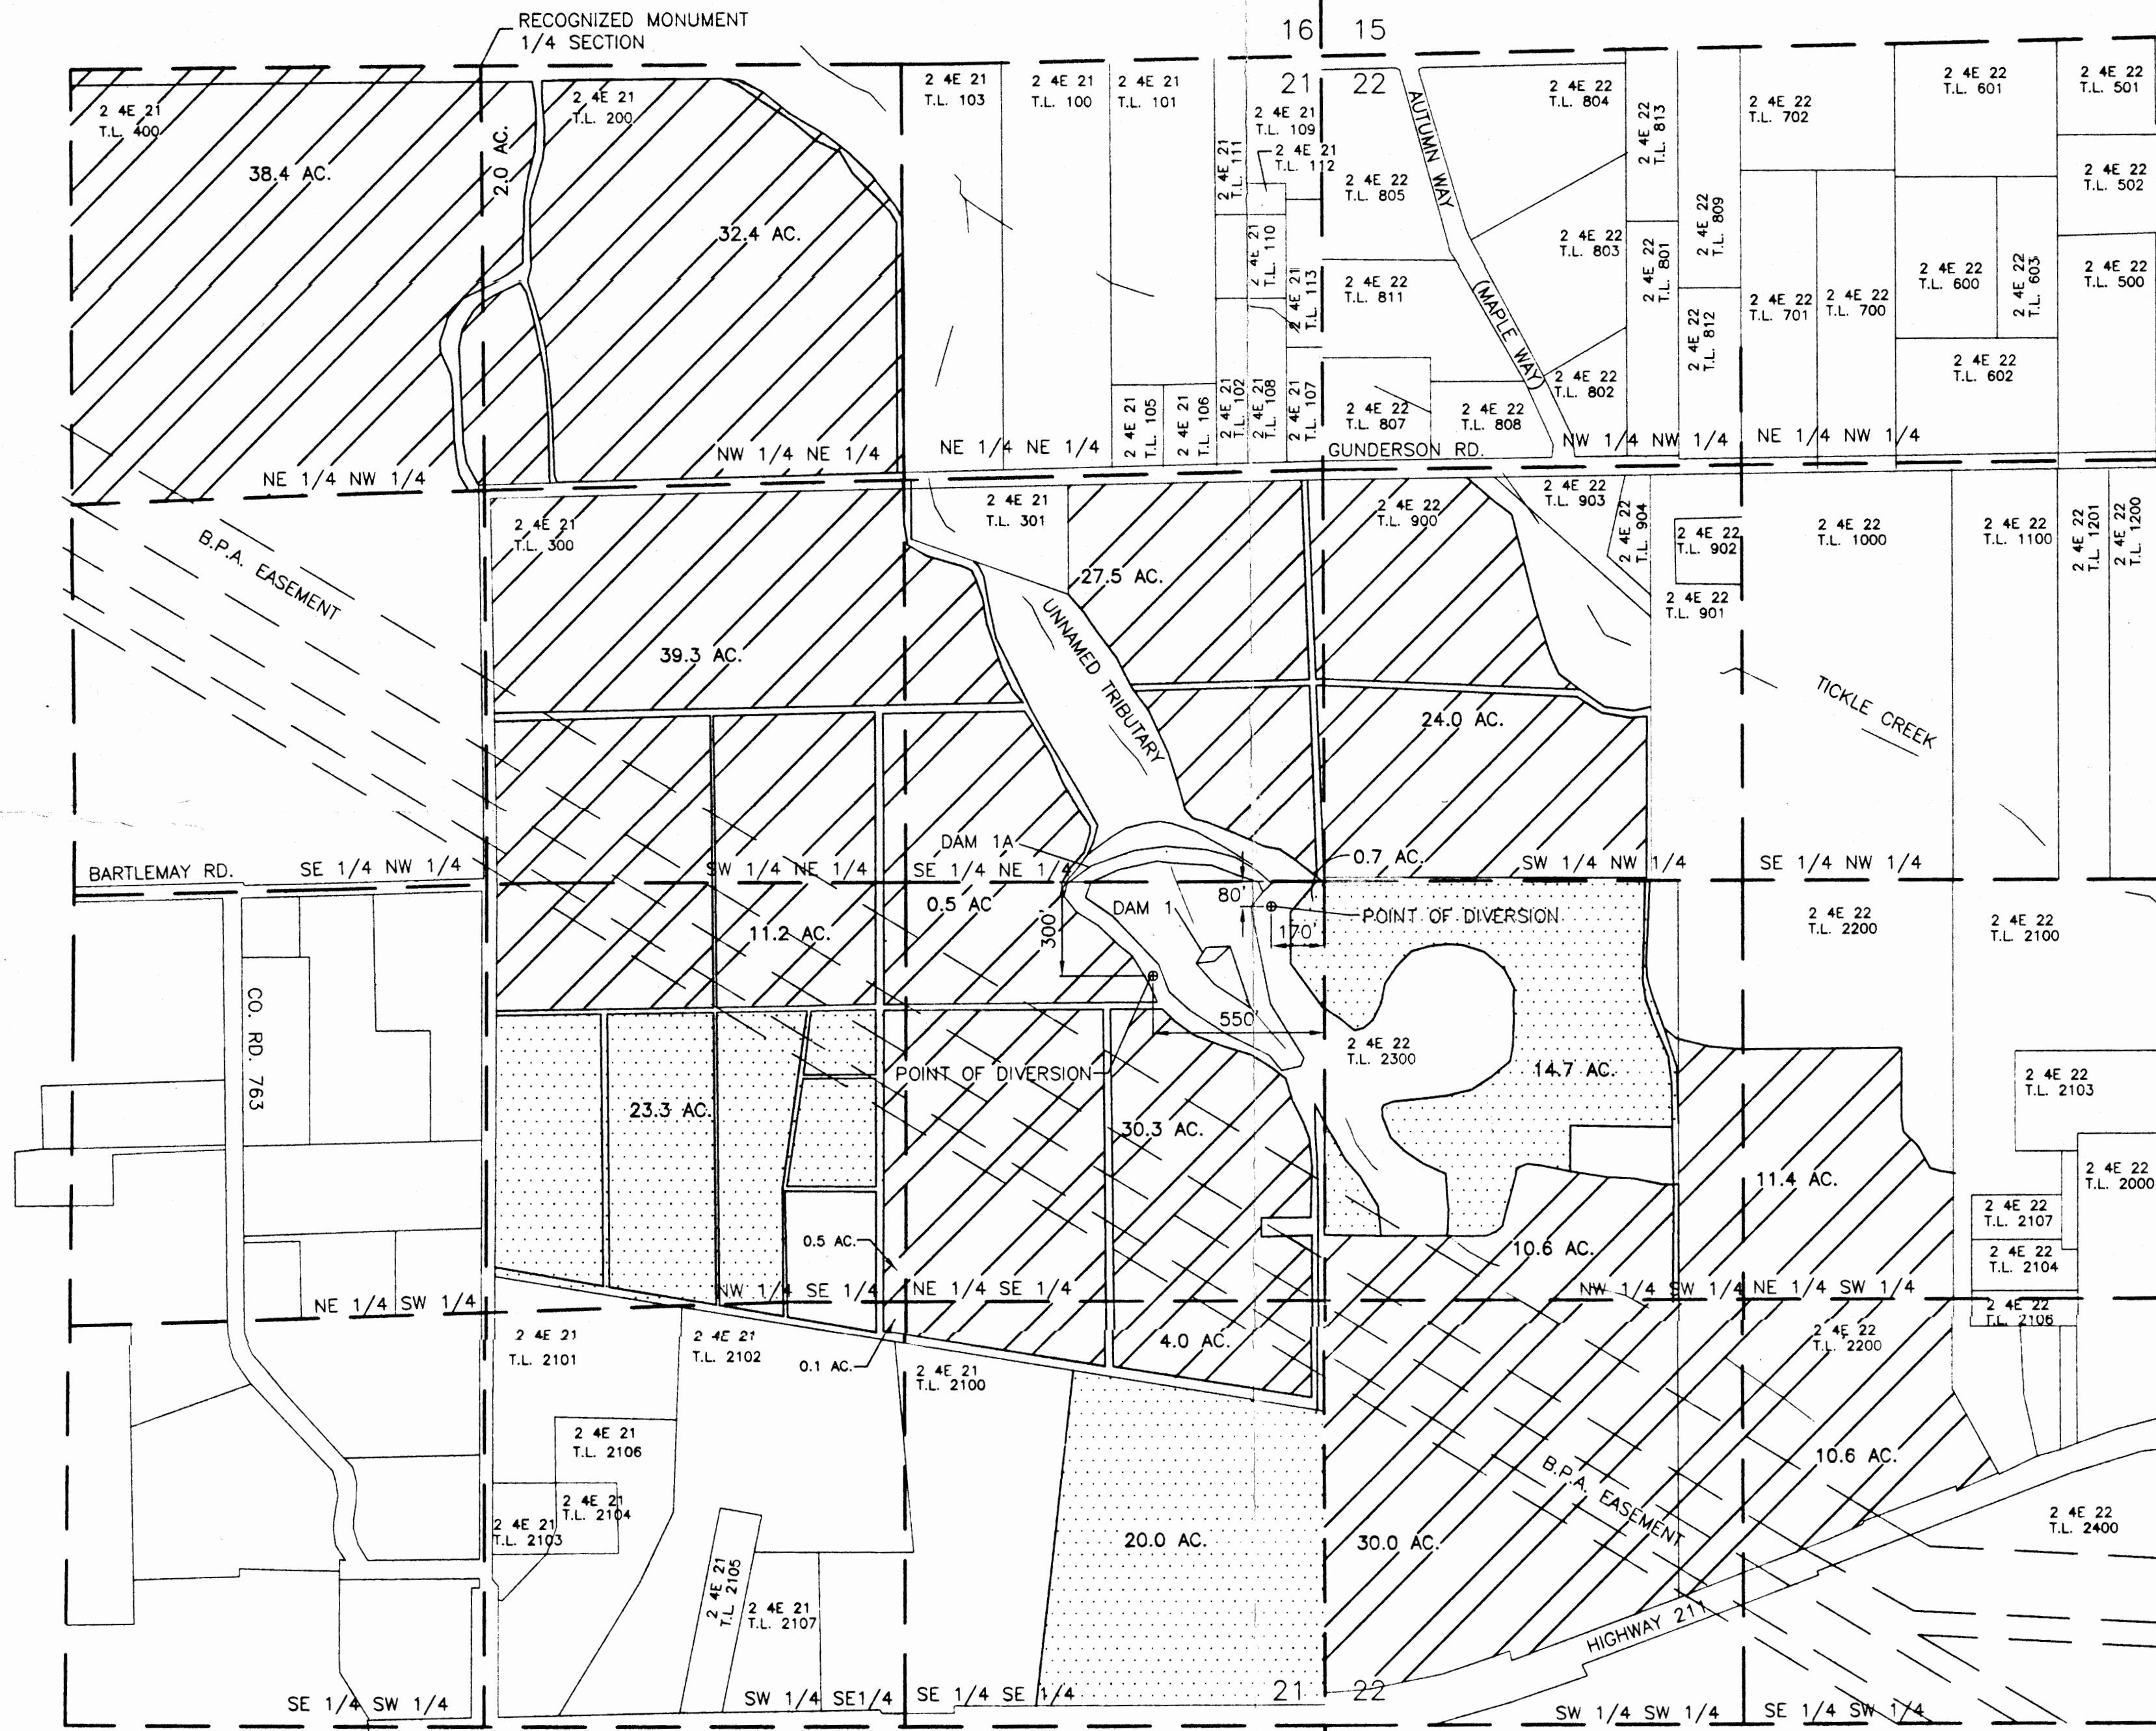 RECOGNIZED MONUMENT
1/4 SECTION
16 15
21 22
2 4E 21
T.L. 400
38.4 AC.
2.0 AC.
2 4E 21
T.L. 200
32.4 AC.
2 4E 21
T.L. 103
2 4E 21
T.L. 100
2 4E 21
T.L. 101
2 4E 21
T.L. 109
2 4E 21
T.L. 112
2 4E 21
T.L. 111
2 4E 21
T.L. 110
2 4E 21
T.L. 113
2 4E 21
T.L. 105
2 4E 21
T.L. 106
2 4E 21
T.L. 102
2 4E 21
T.L. 108
2 4E 21
T.L. 107
AUTUMN WAY
(MAPLE WAY)
2 4E 22
T.L. 804
2 4E 22
T.L. 805
2 4E 22
T.L. 811
2 4E 22
T.L. 803
2 4E 22
T.L. 802
2 4E 22
T.L. 807
2 4E 22
T.L. 808
2 4E 22
T.L. 813
2 4E 22
T.L. 801
2 4E 22
T.L. 809
2 4E 22
T.L. 812
2 4E 22
T.L. 702
2 4E 22
T.L. 701
2 4E 22
T.L. 700
2 4E 22
T.L. 601
2 4E 22
T.L. 600
2 4E 22
T.L. 603
2 4E 22
T.L. 602
2 4E 22
T.L. 501
2 4E 22
T.L. 502
2 4E 22
T.L. 500
NE 1/4 NW 1/4
NW 1/4 NE 1/4
NE 1/4 NE 1/4
GUNDERSON RD.
NW 1/4 NW 1/4
NE 1/4 NW 1/4
B.P.A. EASEMENT
2 4E 21
T.L. 300
39.3 AC.
2 4E 21
T.L. 301
27.5 AC.
UNNAMED TRIBUTARY
2 4E 22
T.L. 900
24.0 AC.
2 4E 22
T.L. 903
2 4E 22
T.L. 904
2 4E 22
T.L. 902
2 4E 22
T.L. 901
2 4E 22
T.L. 1000
2 4E 22
T.L. 1100
2 4E 22
T.L. 1201
2 4E 22
T.L. 1200
TICKLE CREEK
BARTLEMAY RD.
SE 1/4 NW 1/4
SW 1/4 NE 1/4
SE 1/4 NE 1/4
DAM 1A
0.7 AC.
SW 1/4 NW 1/4
SE 1/4 NW 1/4
CO. RD. 763
11.2 AC.
0.5 AC
300'
DAM 1
80'
170'
POINT OF DIVERSION
550'
POINT OF DIVERSION
2 4E 22
T.L. 2300
14.7 AC.
2 4E 22
T.L. 2200
2 4E 22
T.L. 2100
2 4E 22
T.L. 2103
2 4E 22
T.L. 2000
2 4E 22
T.L. 2107
2 4E 22
T.L. 2104
2 4E 22
T.L. 2106
23.3 AC.
30.3 AC.
11.4 AC.
0.5 AC.
10.6 AC.
NE 1/4 SW 1/4
NW 1/4 SE 1/4
NE 1/4 SE 1/4
NW 1/4 SW 1/4
NE 1/4 SW 1/4
2 4E 21
T.L. 2101
2 4E 21
T.L. 2102
0.1 AC.
4.0 AC.
2 4E 21
T.L. 2100
2 4E 22
T.L. 2200
2 4E 21
T.L. 2106
2 4E 21
T.L. 2104
2 4E 21
T.L. 2103
2 4E 21
T.L. 2105
2 4E 21
T.L. 2107
20.0 AC.
30.0 AC.
B.P.A. EASEMENT
10.6 AC.
2 4E 22
T.L. 2400
HIGHWAY 211
21 22
SE 1/4 SW 1/4
SW 1/4 SE1/4
SE 1/4 SE 1/4
SW 1/4 SW 1/4
SE 1/4 SW 1/4